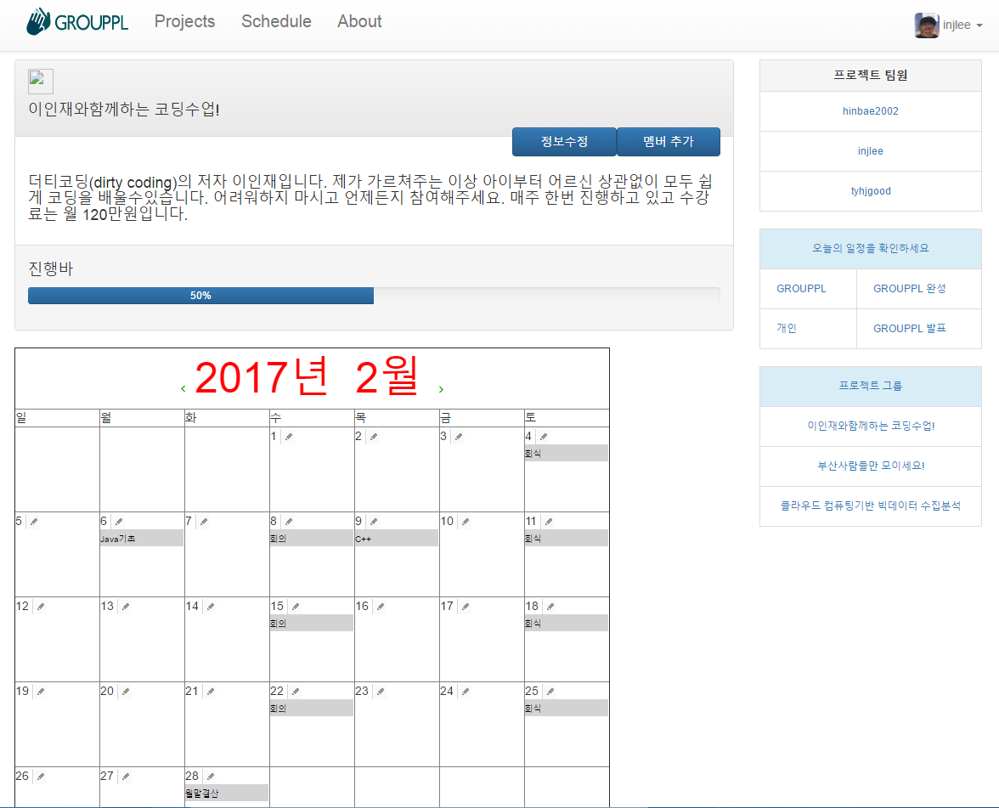 GROUPPL Projects Schedule About injlee
이인재와함께하는 코딩수업!
정보수정 멤버 추가
더티코딩(dirty coding)의 저자 이인재입니다. 제가 가르쳐주는 이상 아이부터 어르신 상관없이 모두 쉽
게 코딩을 배울수있습니다. 어려워하지 마시고 언제든지 참여해주세요. 매주 한번 진행하고 있고 수강
료는 월 120만원입니다.
진행바
50%
프로젝트 팀원
hinbae2002
injlee
tyhjgood
오늘의 일정을 확인하세요
GROUPPL GROUPPL 완성
개인 GROUPPL 발표
프로젝트 그룹
이인재와함께하는 코딩수업!
부산사람들만 모이세요!
클라우드 컴퓨팅기반 빅데이터 수집분석
‹ 2017년 2월 ›
일 월 화 수 목 금 토
1 2 3 4
회식
5 6 7 8 9 10 11
Java기초 회의 C++ 회식
12 13 14 15 16 17 18
회의 회식
19 20 21 22 23 24 25
회의 회식
26 27 28
월말결산